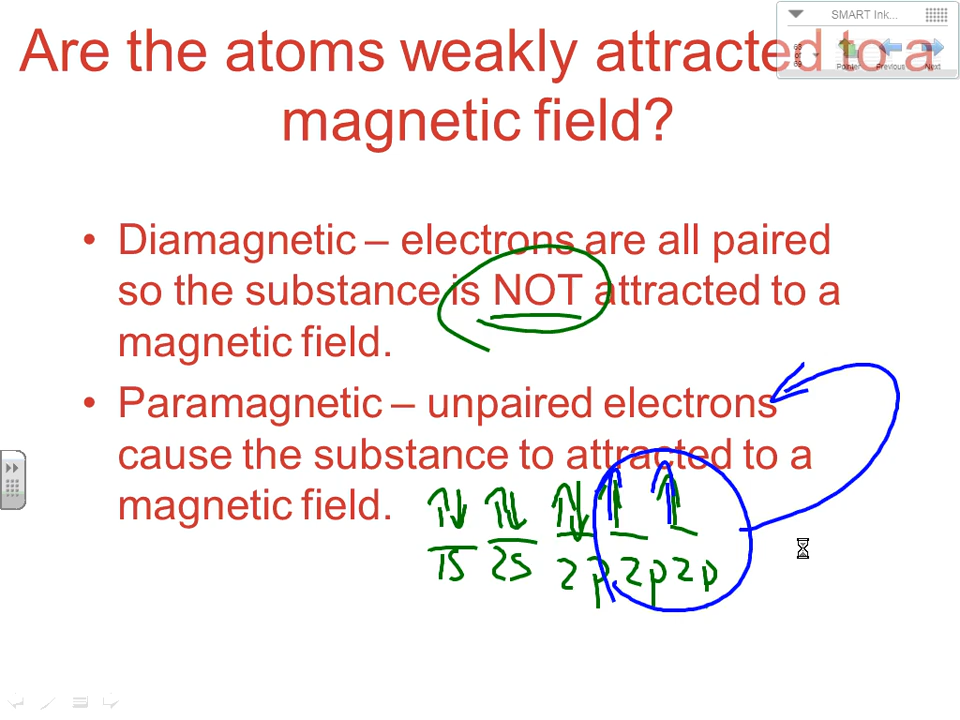 SMART Ink...
Pointer Previous Next
Are the atoms weakly attracted to a
magnetic field?
• Diamagnetic – electrons are all paired
so the substance is NOT attracted to a
magnetic field.
• Paramagnetic – unpaired electrons
cause the substance to attracted to a
magnetic field.
1S 2S 2p 2p 2p